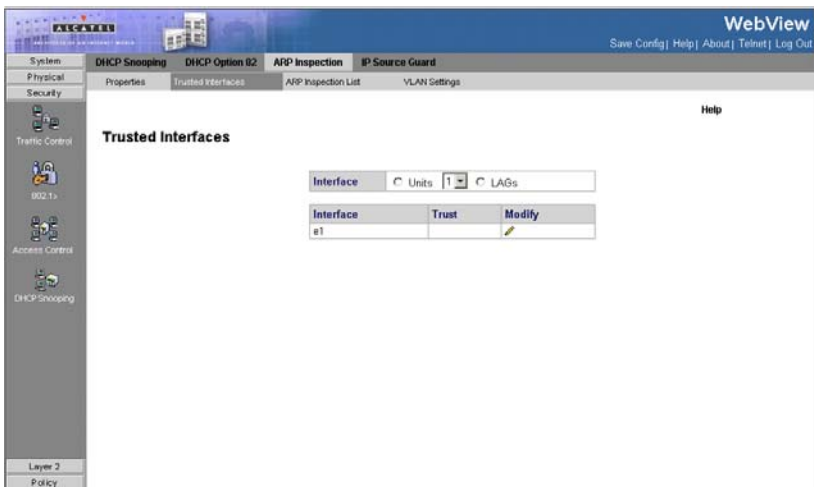 ALCATEL
WebView
Save Config| Help| About| Telnet| Log Out
System
Physical
Security
Traffic Control
802.1x
Access Control
DHCP Snooping
Layer 2
Policy
DHCP Snooping DHCP Option 82 ARP Inspection IP Source Guard
Properties Trusted Interfaces ARP Inspection List VLAN Settings
Help
Trusted Interfaces
Interface Units 1 LAGs
Interface Trust Modify
e1